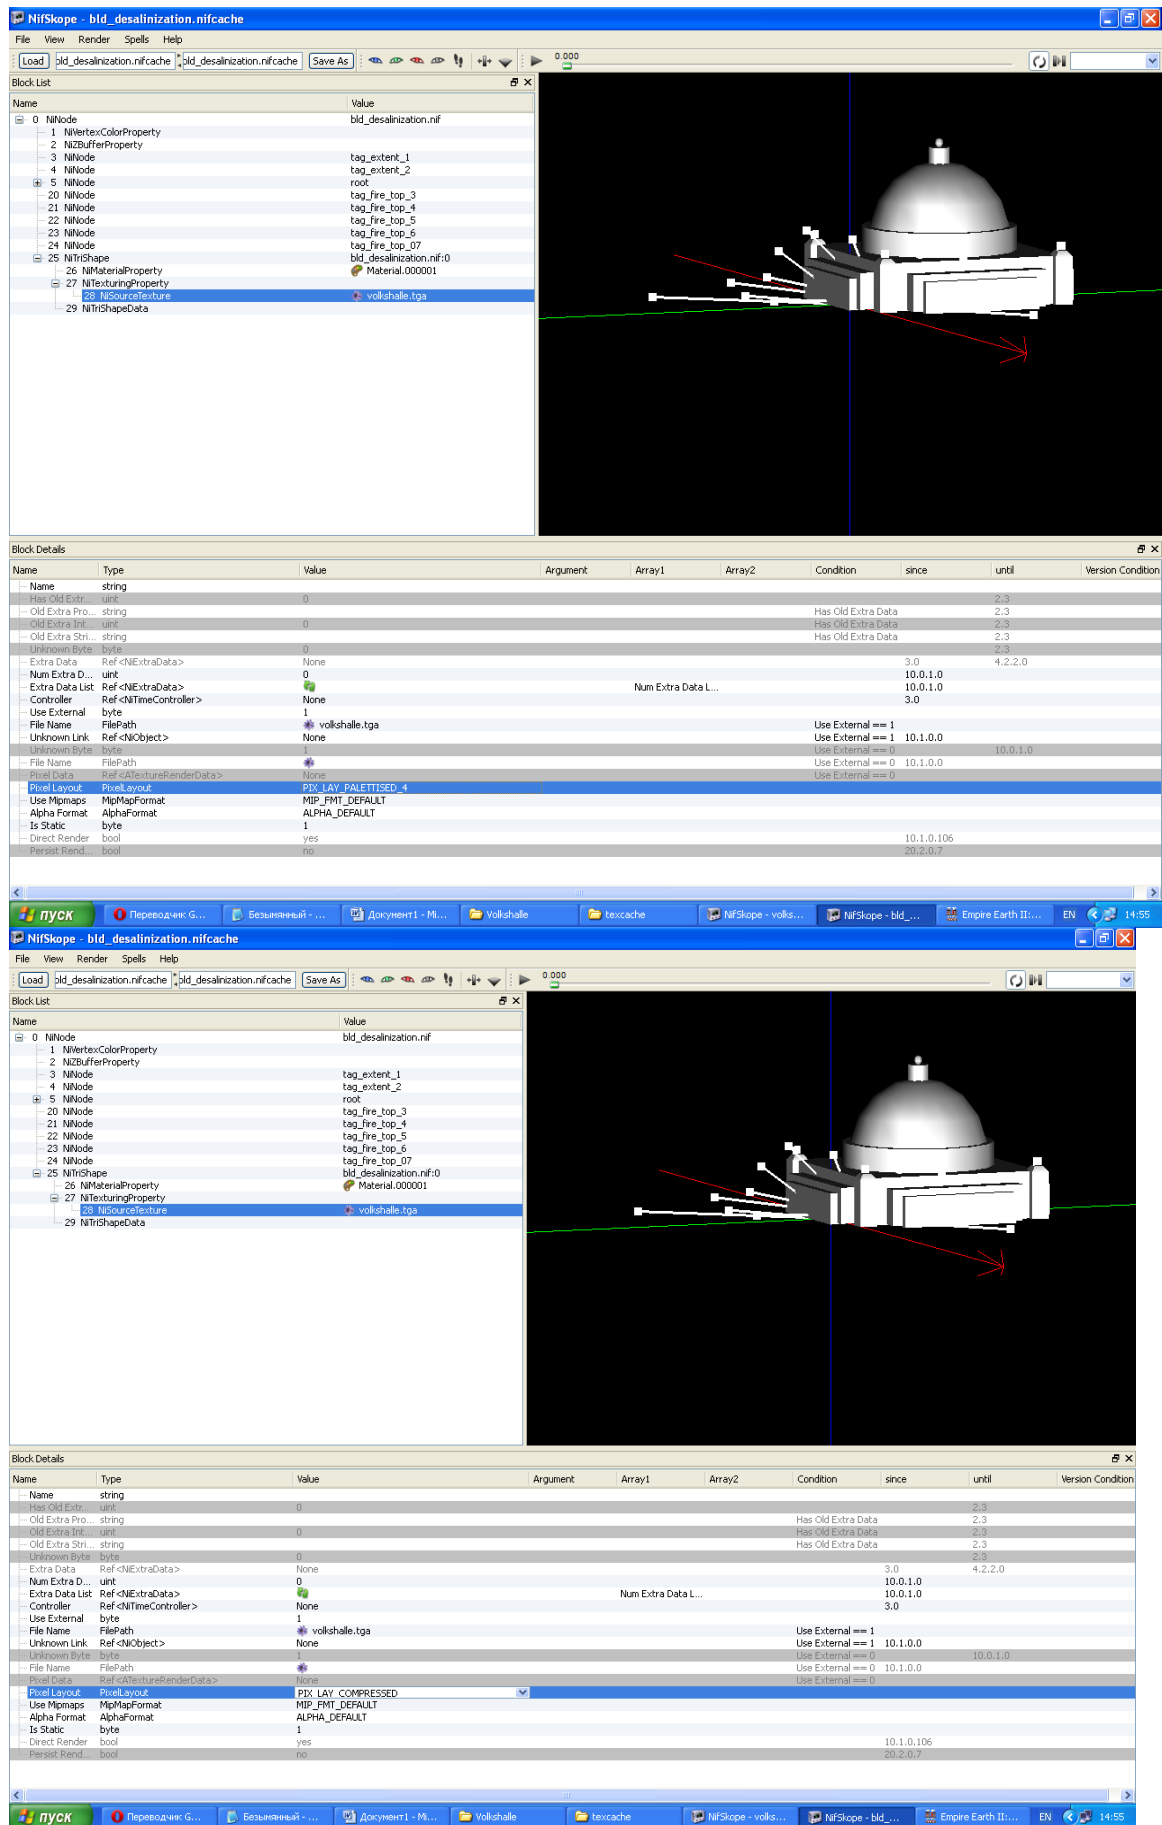 NifSkope - bld_desalinization.nifcache
File View Render Spells Help
Load bld_desalinization.nifcache bld_desalinization.nifcache Save As 0.000
Block List
Name Value
0 NiNode bld_desalinization.nif
1 NiVertexColorProperty
2 NiZBufferProperty
3 NiNode tag_extent_1
4 NiNode tag_extent_2
5 NiNode root
20 NiNode tag_fire_top_3
21 NiNode tag_fire_top_4
22 NiNode tag_fire_top_5
23 NiNode tag_fire_top_6
24 NiNode tag_fire_top_07
25 NiTriShape bld_desalinization.nif:0
26 NiMaterialProperty Material.000001
27 NiTexturingProperty
28 NiSourceTexture volkshalle.tga
29 NiTriShapeData
Block Details
Name Type Value Argument Array1 Array2 Condition since until Version Condition
Name string
Has Old Extr... uint 0 2.3
Old Extra Pro... string Has Old Extra Data 2.3
Old Extra Int... uint 0 Has Old Extra Data 2.3
Old Extra Stri... string Has Old Extra Data 2.3
Unknown Byte byte 0 2.3
Extra Data Ref<NiExtraData> None 3.0 4.2.2.0
Num Extra D... uint 0 10.0.1.0
Extra Data List Ref<NiExtraData> Num Extra Data L... 10.0.1.0
Controller Ref<NiTimeController> None 3.0
Use External byte 1
File Name FilePath volkshalle.tga Use External == 1
Unknown Link Ref<NiObject> None Use External == 1 10.1.0.0
Unknown Byte byte 1 Use External == 0 10.0.1.0
File Name FilePath Use External == 0 10.1.0.0
Pixel Data Ref<ATextureRenderData> None Use External == 0
Pixel Layout PixelLayout PIX_LAY_PALETTISED_4
Use Mipmaps MipMapFormat MIP_FMT_DEFAULT
Alpha Format AlphaFormat ALPHA_DEFAULT
Is Static byte 1
Direct Render bool yes 10.1.0.106
Persist Rend... bool no 20.2.0.7
пуск Переводчик G... Безымянный - ... Документ1 - Mi... Volkshalle texcache NifSkope - volks... NifSkope - bld_... Empire Earth II:... EN 14:55
NifSkope - bld_desalinization.nifcache
File View Render Spells Help
Load bld_desalinization.nifcache bld_desalinization.nifcache Save As 0.000
Block List
Name Value
0 NiNode bld_desalinization.nif
1 NiVertexColorProperty
2 NiZBufferProperty
3 NiNode tag_extent_1
4 NiNode tag_extent_2
5 NiNode root
20 NiNode tag_fire_top_3
21 NiNode tag_fire_top_4
22 NiNode tag_fire_top_5
23 NiNode tag_fire_top_6
24 NiNode tag_fire_top_07
25 NiTriShape bld_desalinization.nif:0
26 NiMaterialProperty Material.000001
27 NiTexturingProperty
28 NiSourceTexture volkshalle.tga
29 NiTriShapeData
Block Details
Name Type Value Argument Array1 Array2 Condition since until Version Condition
Name string
Has Old Extr... uint 0 2.3
Old Extra Pro... string Has Old Extra Data 2.3
Old Extra Int... uint 0 Has Old Extra Data 2.3
Old Extra Stri... string Has Old Extra Data 2.3
Unknown Byte byte 0 2.3
Extra Data Ref<NiExtraData> None 3.0 4.2.2.0
Num Extra D... uint 0 10.0.1.0
Extra Data List Ref<NiExtraData> Num Extra Data L... 10.0.1.0
Controller Ref<NiTimeController> None 3.0
Use External byte 1
File Name FilePath volkshalle.tga Use External == 1
Unknown Link Ref<NiObject> None Use External == 1 10.1.0.0
Unknown Byte byte 1 Use External == 0 10.0.1.0
File Name FilePath Use External == 0 10.1.0.0
Pixel Data Ref<ATextureRenderData> None Use External == 0
Pixel Layout PixelLayout PIX_LAY_COMPRESSED
Use Mipmaps MipMapFormat MIP_FMT_DEFAULT
Alpha Format AlphaFormat ALPHA_DEFAULT
Is Static byte 1
Direct Render bool yes 10.1.0.106
Persist Rend... bool no 20.2.0.7
пуск Переводчик G... Безымянный - ... Документ1 - Mi... Volkshalle texcache NifSkope - volks... NifSkope - bld_... Empire Earth II:... EN 14:55